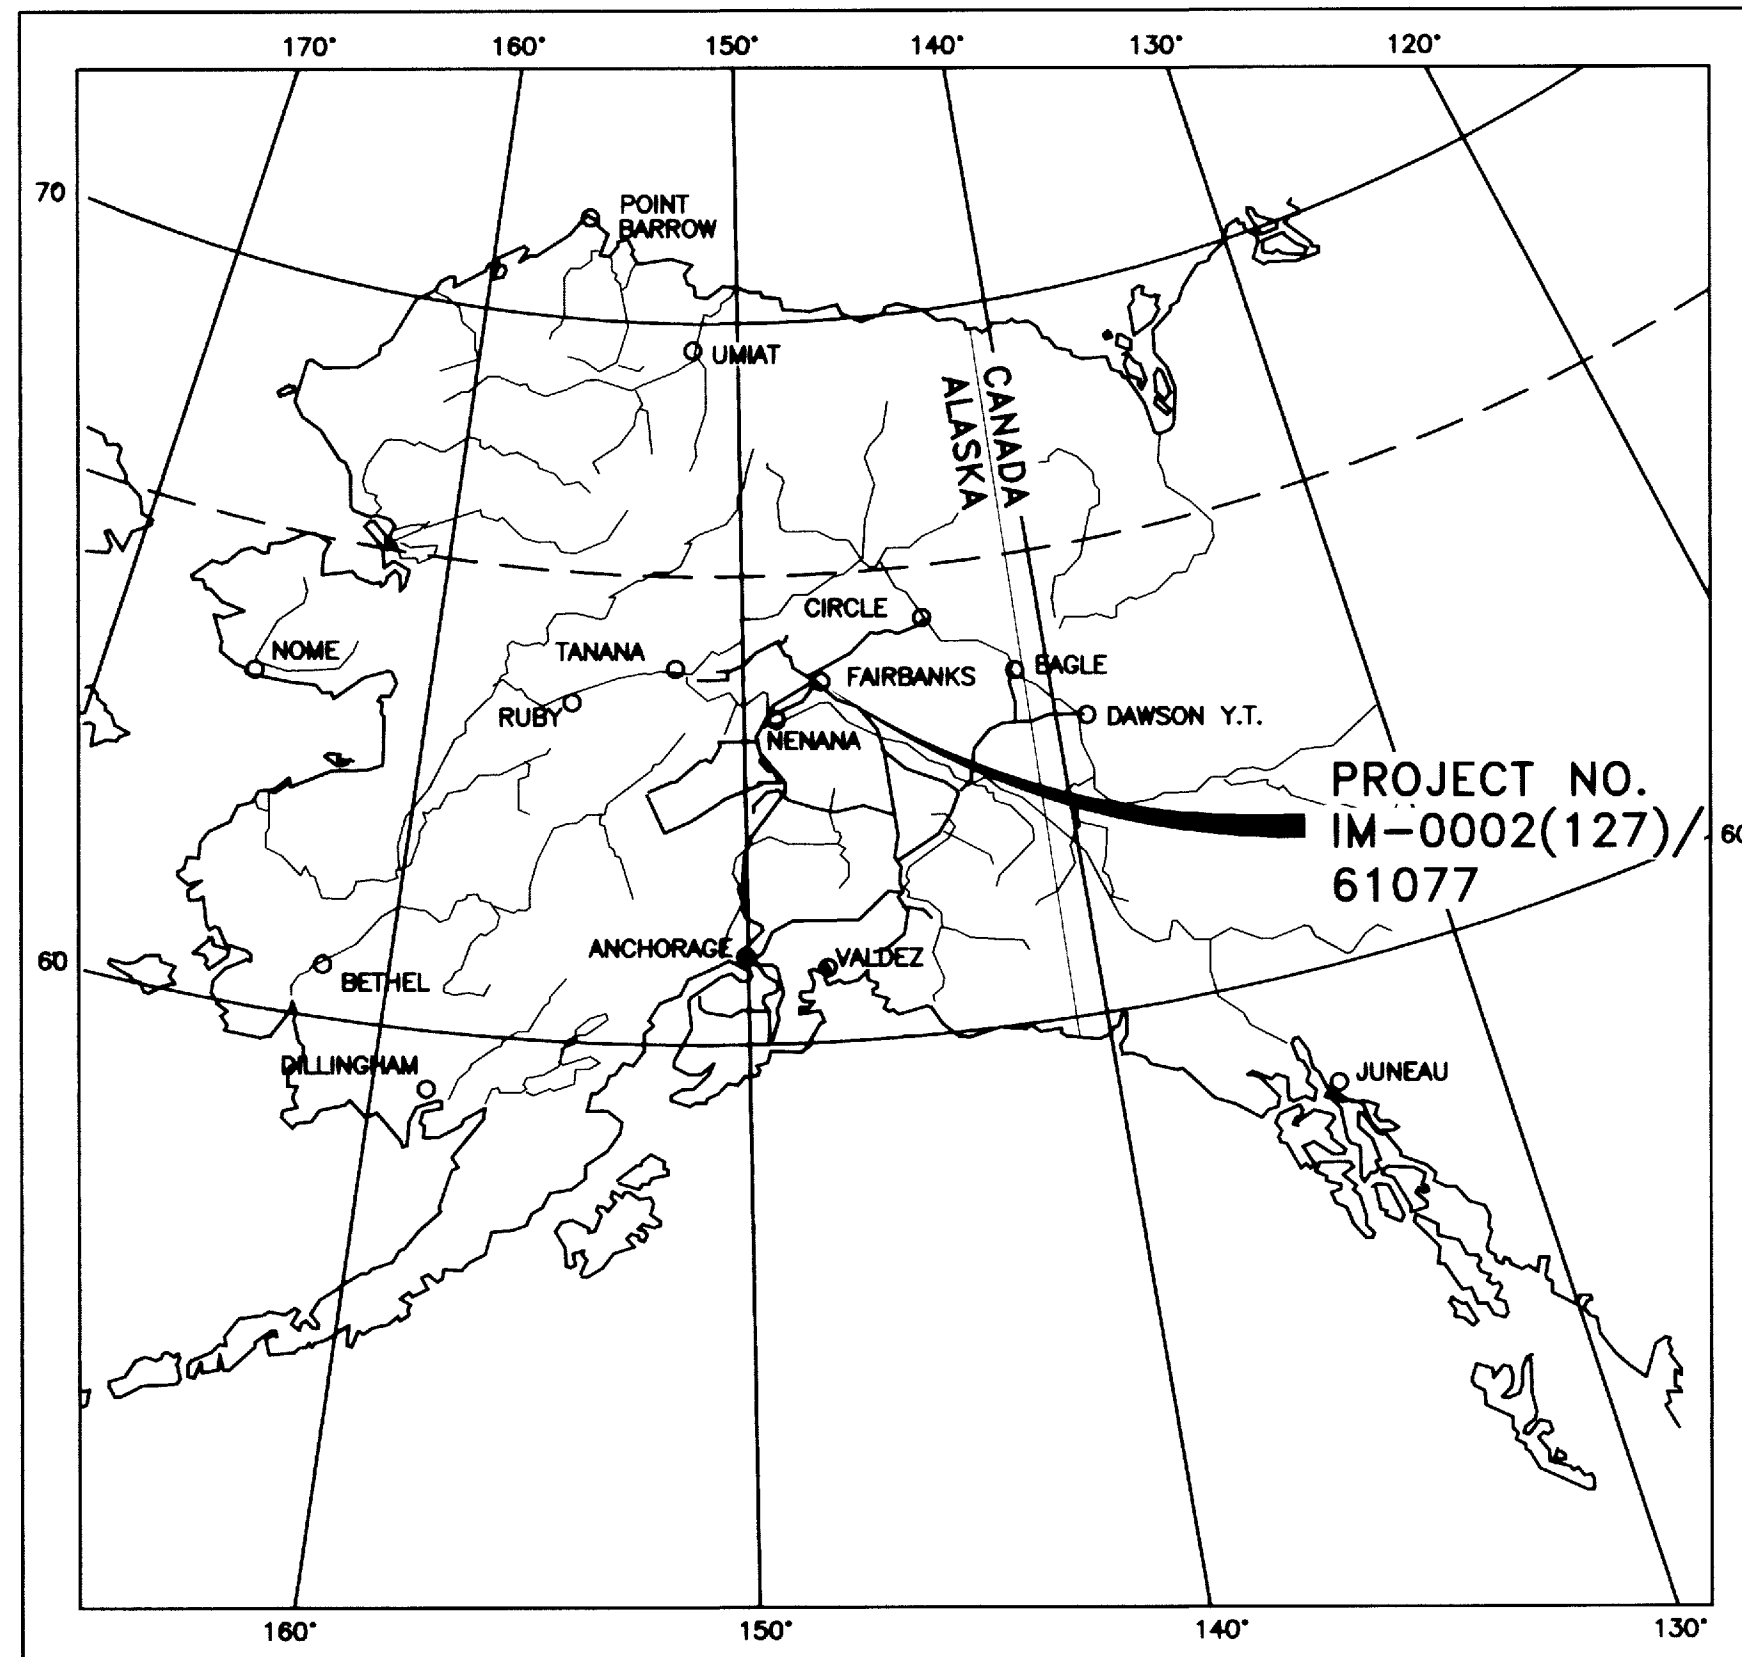 170°
160°
150°
140°
130°
120°
70
POINT
BARROW
UMIAT
CANADA
ALASKA
CIRCLE
NOME
TANANA
FAIRBANKS
EAGLE
RUBY
NENANA
DAWSON Y.T.
PROJECT NO.
IM-0002(127)/
61077
60
60
ANCHORAGE
VALDEZ
BETHEL
DILLINGHAM
JUNEAU
160°
150°
140°
130°